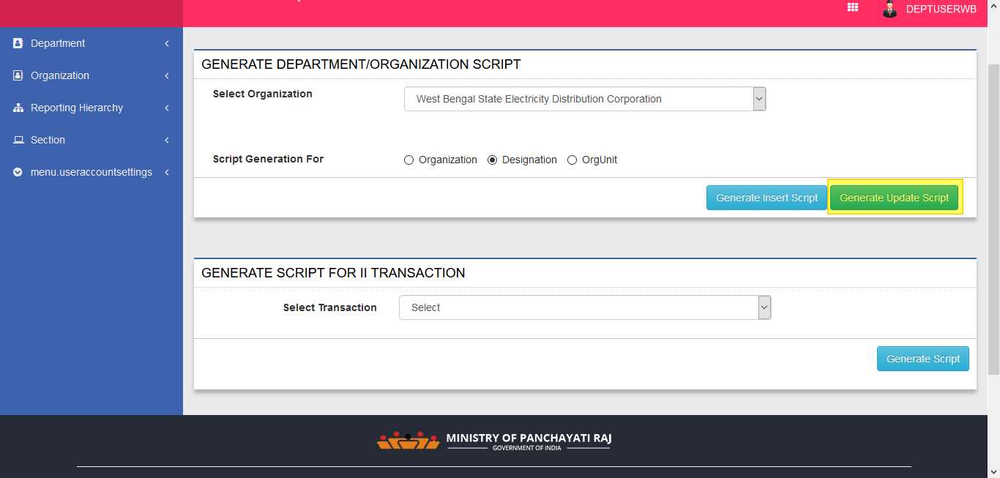 DEPTUSERWB
Department
Organization
Reporting Hierarchy
Section
menu.useraccountsettings
GENERATE DEPARTMENT/ORGANIZATION SCRIPT
Select Organization
West Bengal State Electricity Distribution Corporation
Script Generation For
Organization Designation OrgUnit
Generate Insert Script Generate Update Script
GENERATE SCRIPT FOR II TRANSACTION
Select Transaction
Select
Generate Script
MINISTRY OF PANCHAYATI RAJ
GOVERNMENT OF INDIA